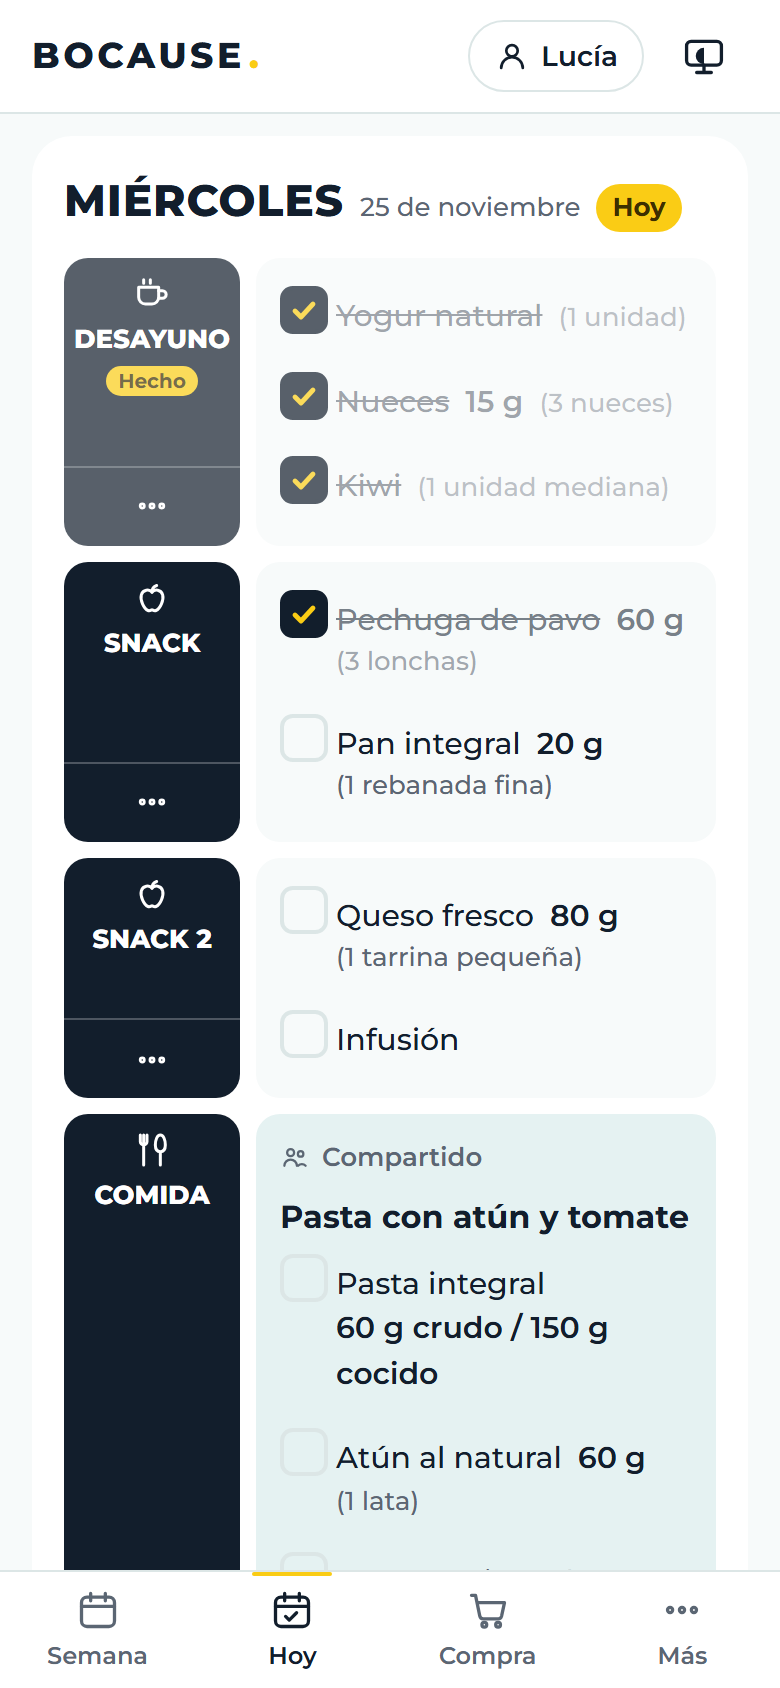 BOCAUSE.
Lucía
MIÉRCOLES 25 de noviembre Hoy
DESAYUNO
Hecho
Yogur natural (1 unidad)
Nueces 15 g (3 nueces)
Kiwi (1 unidad mediana)
SNACK
Pechuga de pavo 60 g
(3 lonchas)
Pan integral 20 g
(1 rebanada fina)
SNACK 2
Queso fresco 80 g
(1 tarrina pequeña)
Infusión
COMIDA
Compartido
Pasta con atún y tomate
Pasta integral
60 g crudo / 150 g
cocido
Atún al natural 60 g
(1 lata)
Semana
Hoy
Compra
Más